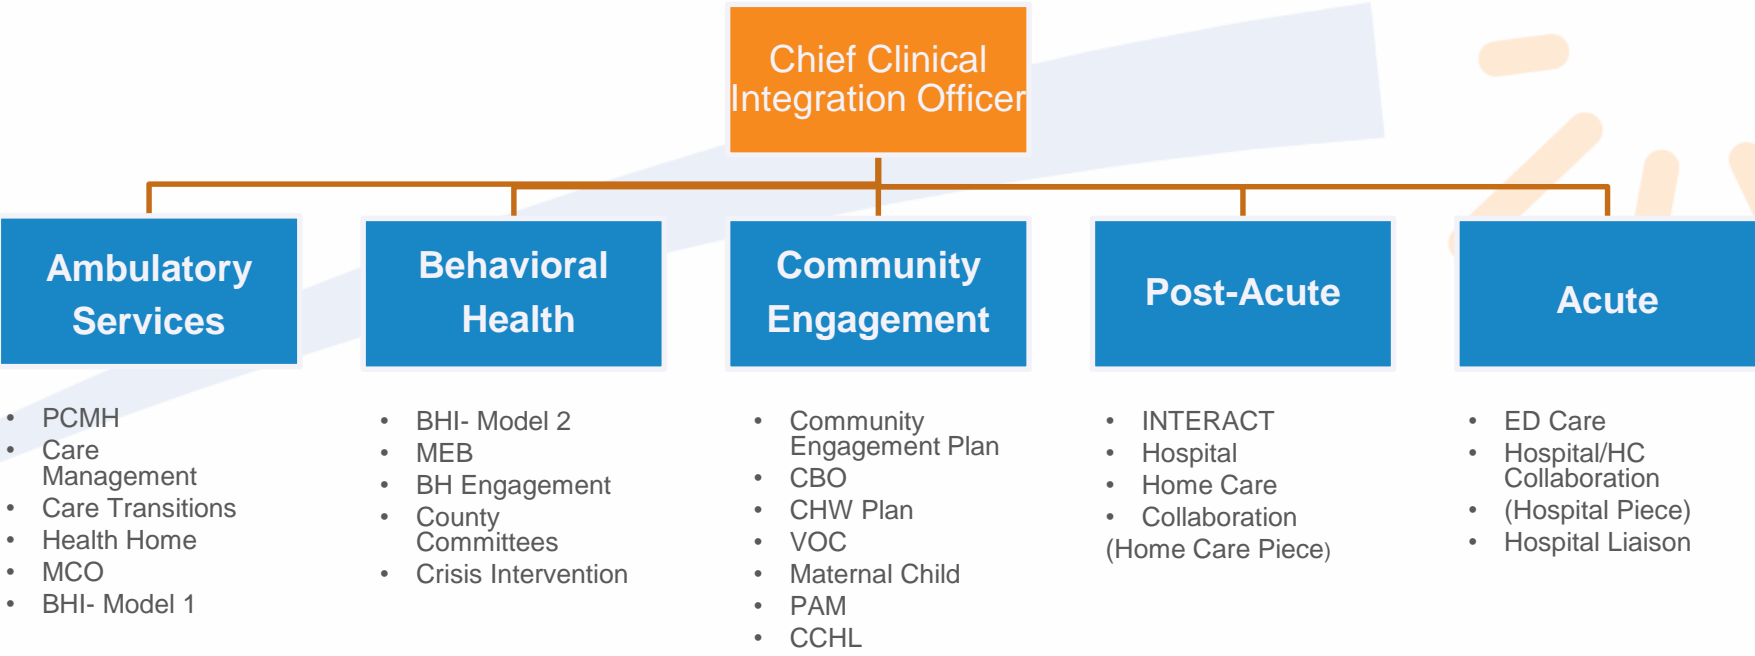 Chief Clinical
Integration Officer
Ambulatory
Services
Behavioral
Health
Community
Engagement
Post-Acute
Acute
• PCMH
• Care
Management
• Care Transitions
• Health Home
• MCO
• BHI- Model 1
• BHI- Model 2
• MEB
• BH Engagement
• County
Committees
• Crisis Intervention
• Community
Engagement Plan
• CBO
• CHW Plan
• VOC
• Maternal Child
• PAM
• CCHL
• INTERACT
• Hospital
• Home Care
• Collaboration
(Home Care Piece)
• ED Care
• Hospital/HC
Collaboration
• (Hospital Piece)
• Hospital Liaison